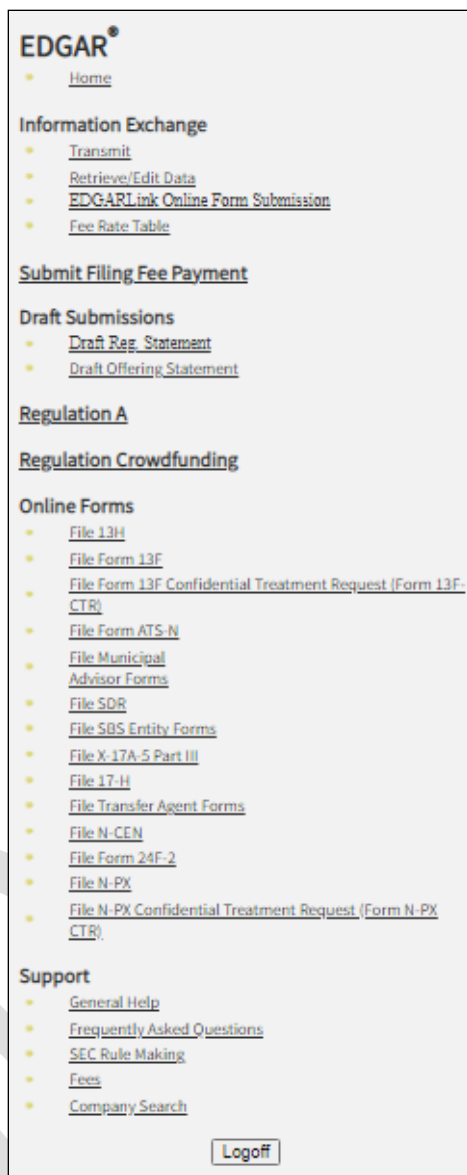 EDGAR®
Home
Information Exchange
Transmit
Retrieve/Edit Data
EDGARLink Online Form Submission
Fee Rate Table
Submit Filing Fee Payment
Draft Submissions
Draft Reg. Statement
Draft Offering Statement
Regulation A
Regulation Crowdfunding
Online Forms
File 13H
File Form 13F
File Form 13F Confidential Treatment Request (Form 13F-
CTR)
File Form ATS-N
File Municipal
Advisor Forms
File SDR
File SBS Entity Forms
File X-17A-5 Part III
File 17-H
File Transfer Agent Forms
File N-CEN
File Form 24F-2
File N-PX
File N-PX Confidential Treatment Request (Form N-PX
CTR)
Support
General Help
Frequently Asked Questions
SEC Rule Making
Fees
Company Search
Logoff